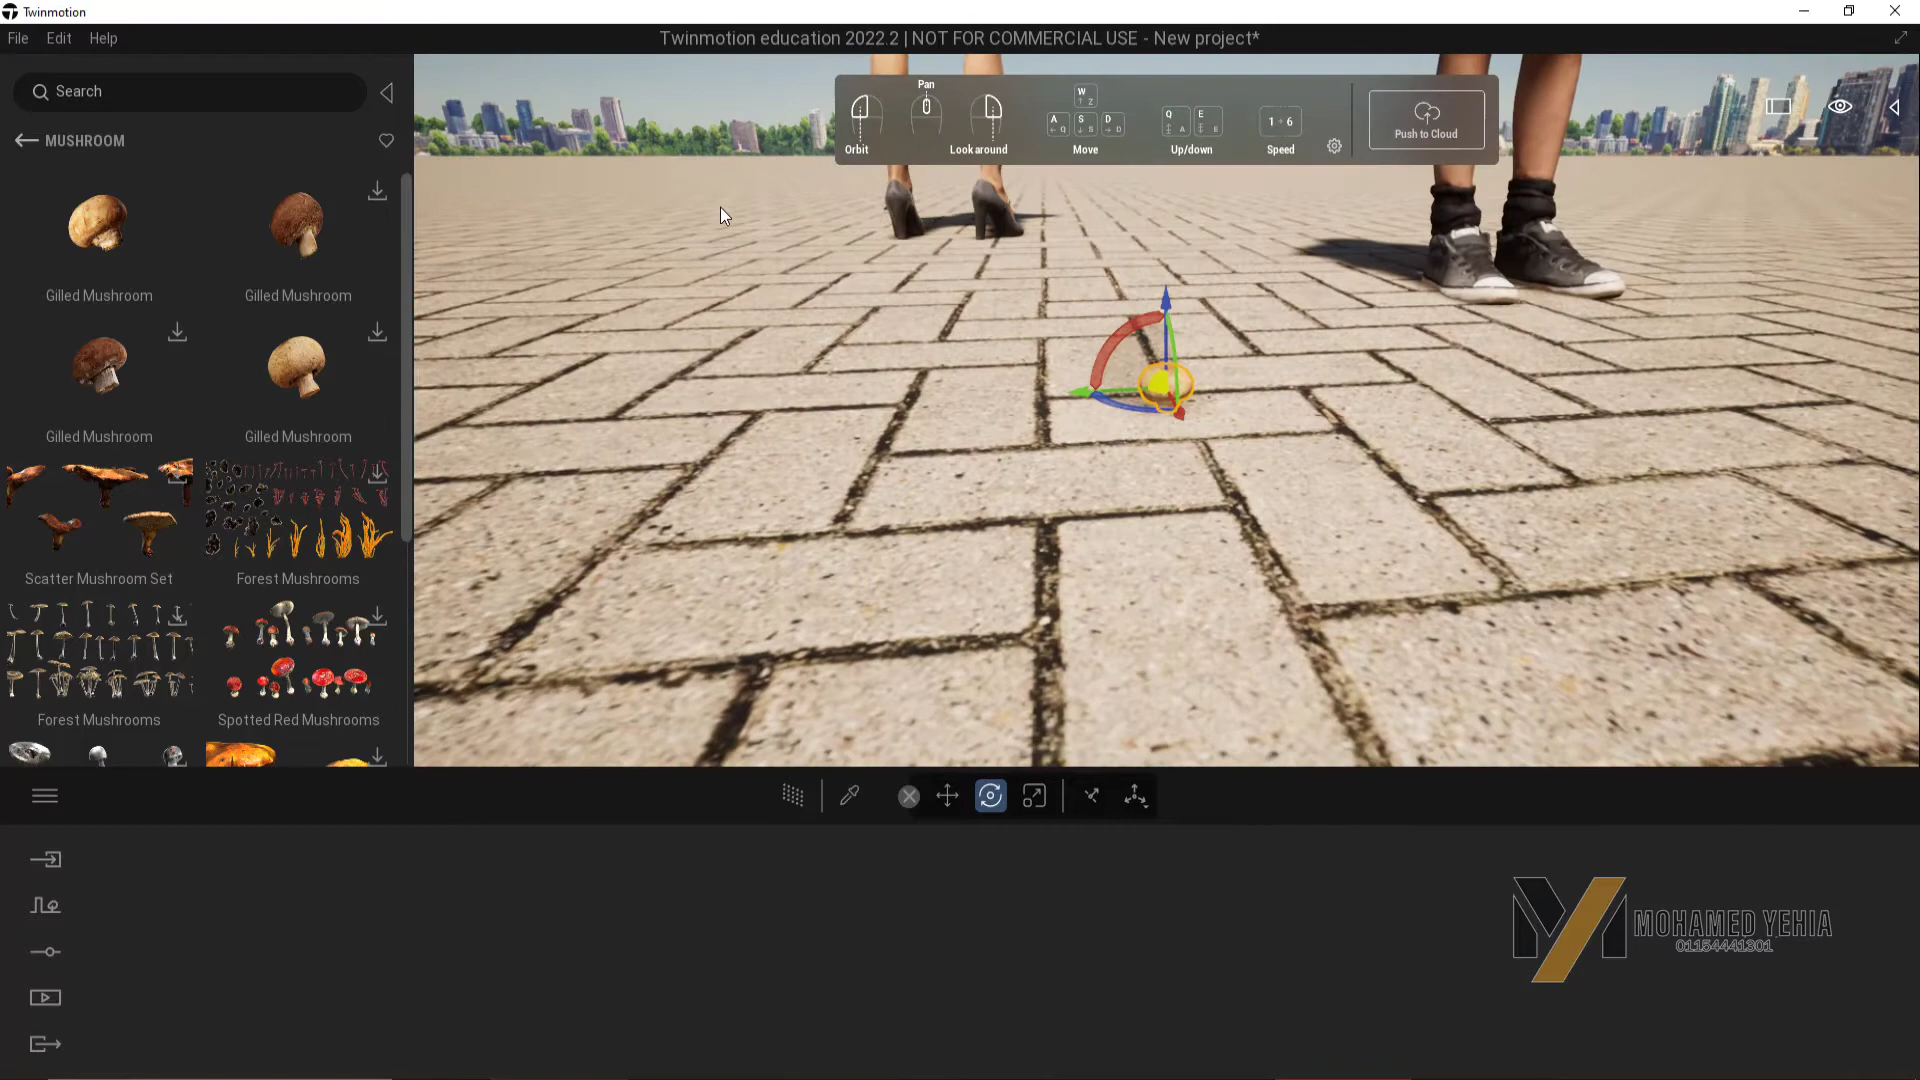 Twinmotion
File Edit Help
Twinmotion education 2022.2 | NOT FOR COMMERCIAL USE - New project*
Search
MUSHROOM
Pan
Orbit
Look around
W
Z
A
Q
S
S
D
D
Move
Q
A
E
E
Up/down
1 ÷ 6
Speed
Push to Cloud
Gilled Mushroom
Gilled Mushroom
Gilled Mushroom
Gilled Mushroom
Scatter Mushroom Set
Forest Mushrooms
Forest Mushrooms
Spotted Red Mushrooms
MOHAMED YEHIA
01154441301